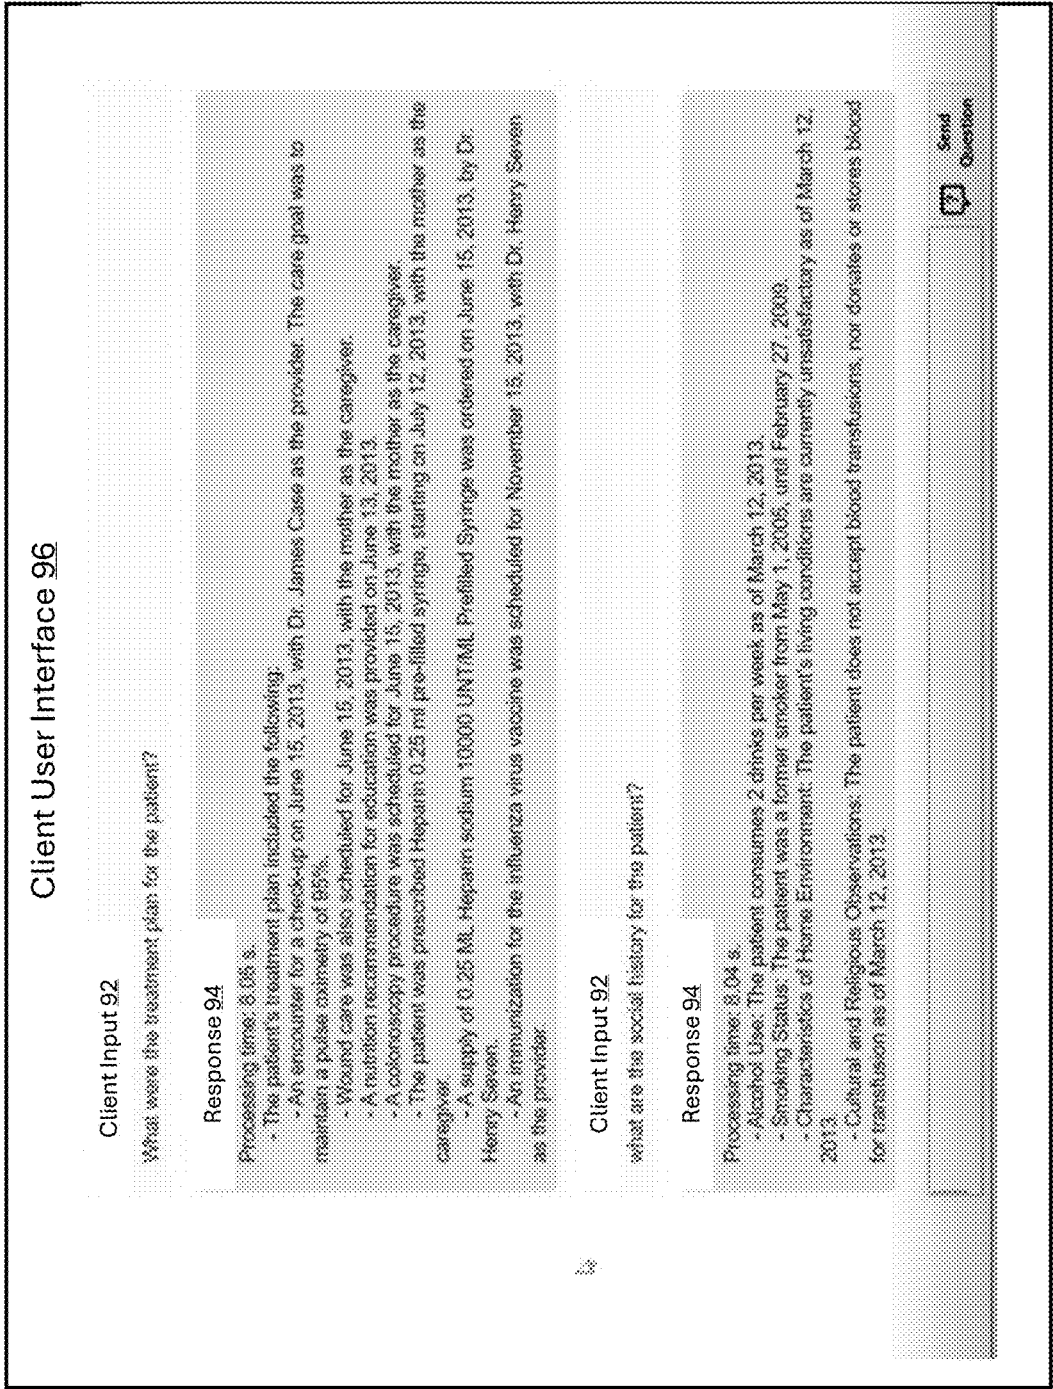 Client User Interface 96
Client Input 92
What were the treatment plan for the patient?
Response 94
Processing time: 8.08 s.
- The patient's treatment plan included the following:
- An encounter for a check-up on June 15, 2013, with Dr. James Case as the provider. The care goal was to
maintain a pulse oximetry of 95%.
- Wound care was also scheduled for June 15, 2013, with the mother as the caregiver.
- A nutrition recommendation for education was provided on June 13, 2013.
- A colonoscopy procedure was scheduled for June 15, 2013, with the mother as the caregiver.
- The patient was prescribed Heparin 0.25 ml pre-filled syringe, starting on July 12, 2013, with the mother as the
caregiver.
- A supply of 0.25 ML Heparin sodium 10000 UNT/ML Prefilled Syringe was ordered on June 15, 2013, by Dr.
Henry Seven.
- An immunization for the influenza virus vaccine was scheduled for November 15, 2013, with Dr. Henry Seven
as the provider.
Client Input 92
what are the social history for the patient?
Response 94
Processing time: 8.04 s.
- Alcohol Use: The patient consumes 2 drinks per week as of March 12, 2013.
- Smoking Status: The patient was a former smoker from May 1, 2005, until February 27, 2009.
- Characteristics of Home Environment: The patient's living conditions are currently unsatisfactory as of March 12,
2013.
- Cultural and Religious Observations: The patient does not accept blood transfusions, nor donates or stores blood
for transfusion as of March 12, 2013.
?
Send
Question